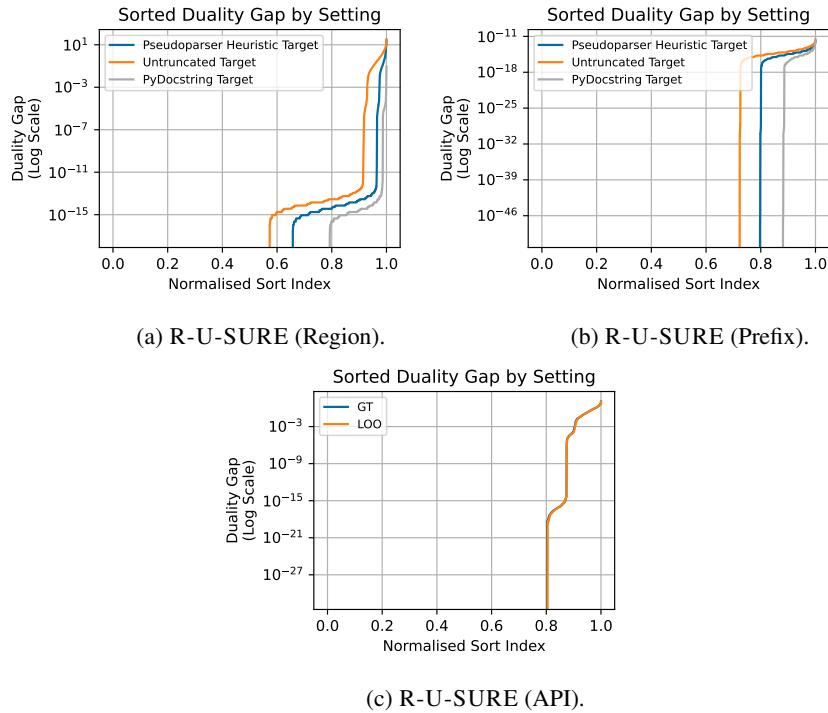 Sorted Duality Gap by Setting
Pseudoparser Heuristic Target
Untruncated Target
PyDocstring Target
10^1
10^-3
10^-7
10^-11
10^-15
Duality Gap
(Log Scale)
0.0 0.2 0.4 0.6 0.8 1.0
Normalised Sort Index
(a) R-U-SURE (Region).
Sorted Duality Gap by Setting
Pseudoparser Heuristic Target
Untruncated Target
PyDocstring Target
10^-11
10^-18
10^-25
10^-32
10^-39
10^-46
Duality Gap
(Log Scale)
0.0 0.2 0.4 0.6 0.8 1.0
Normalised Sort Index
(b) R-U-SURE (Prefix).
Sorted Duality Gap by Setting
GT
LOO
10^-3
10^-9
10^-15
10^-21
10^-27
Duality Gap
(Log Scale)
0.0 0.2 0.4 0.6 0.8 1.0
Normalised Sort Index
(c) R-U-SURE (API).